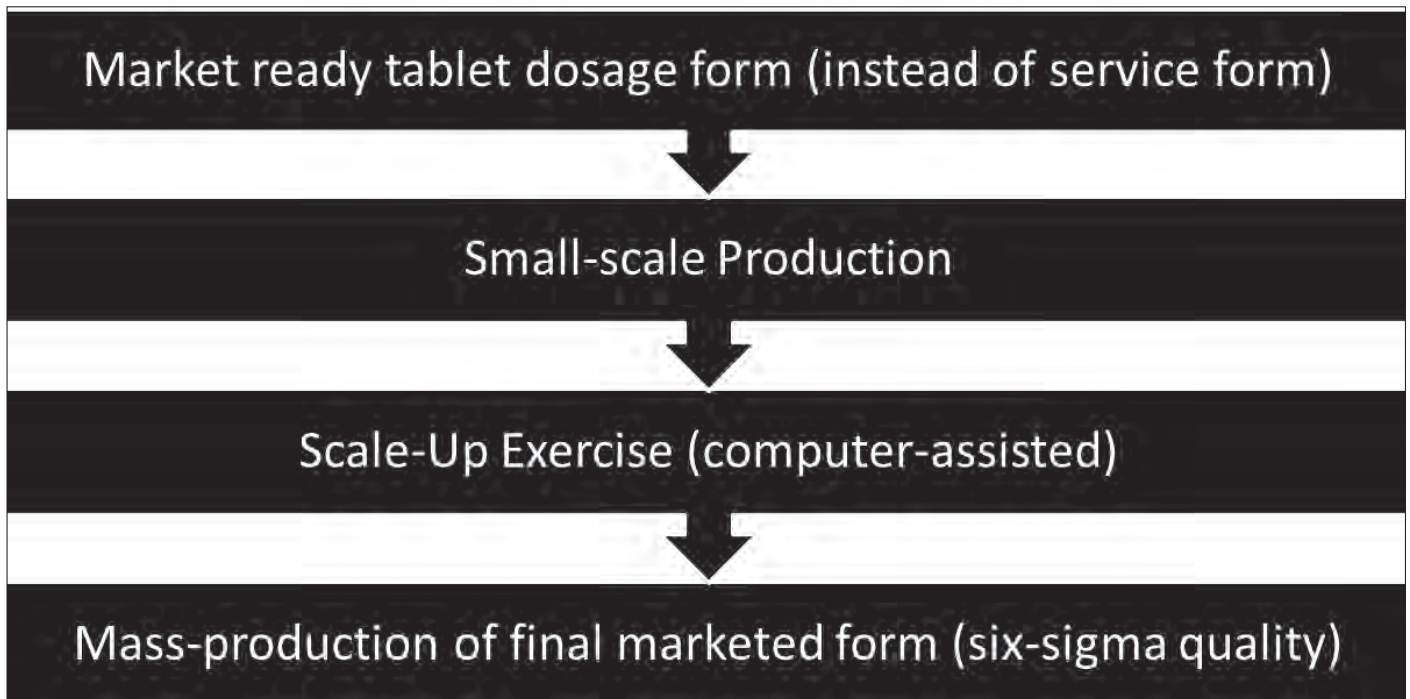 Market ready tablet dosage form (instead of service form)
Small-scale Production
Scale-Up Exercise (computer-assisted)
Mass-production of final marketed form (six-sigma quality)